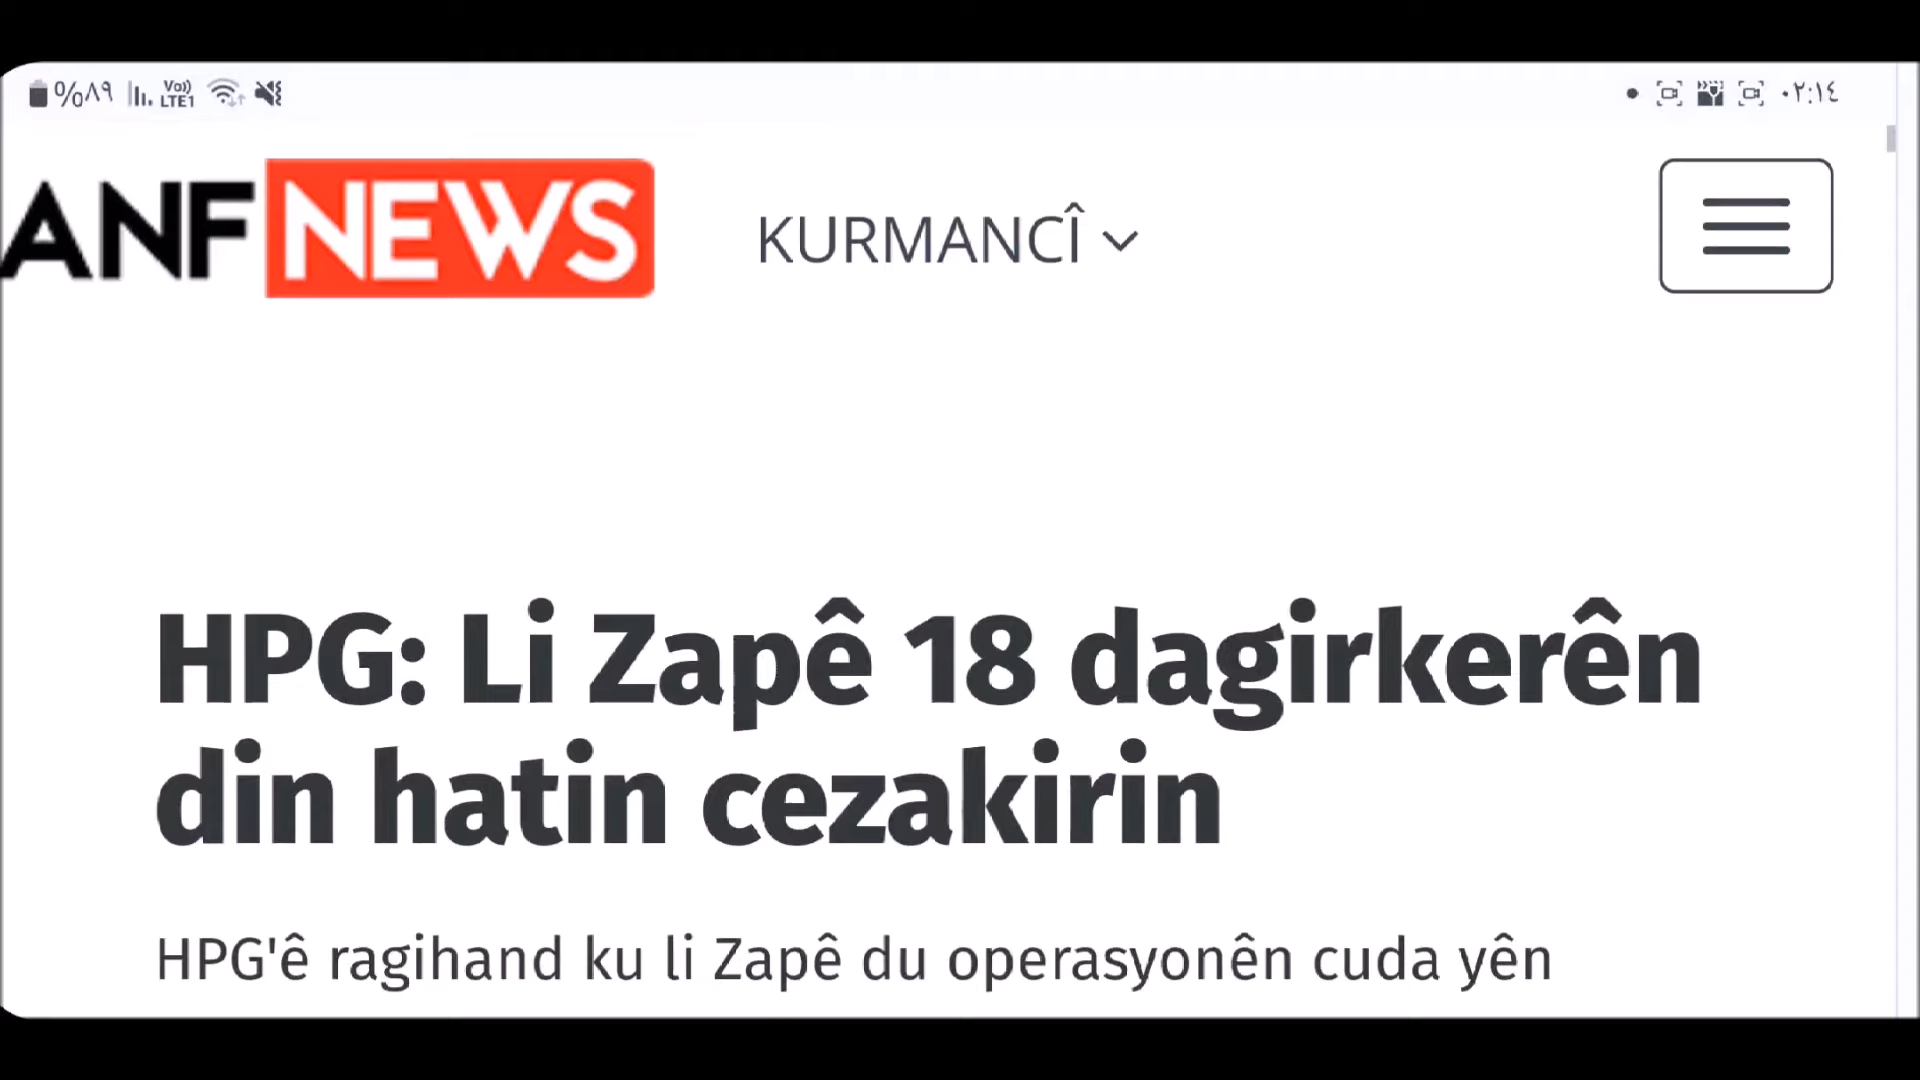 %٨٩ Vo)) LTE1 ٠٢:١٤
ANF NEWS KURMANCÎ
HPG: Li Zapê 18 dagirkerên
din hatin cezakirin
HPG'ê ragihand ku li Zapê du operasyonên cuda yên